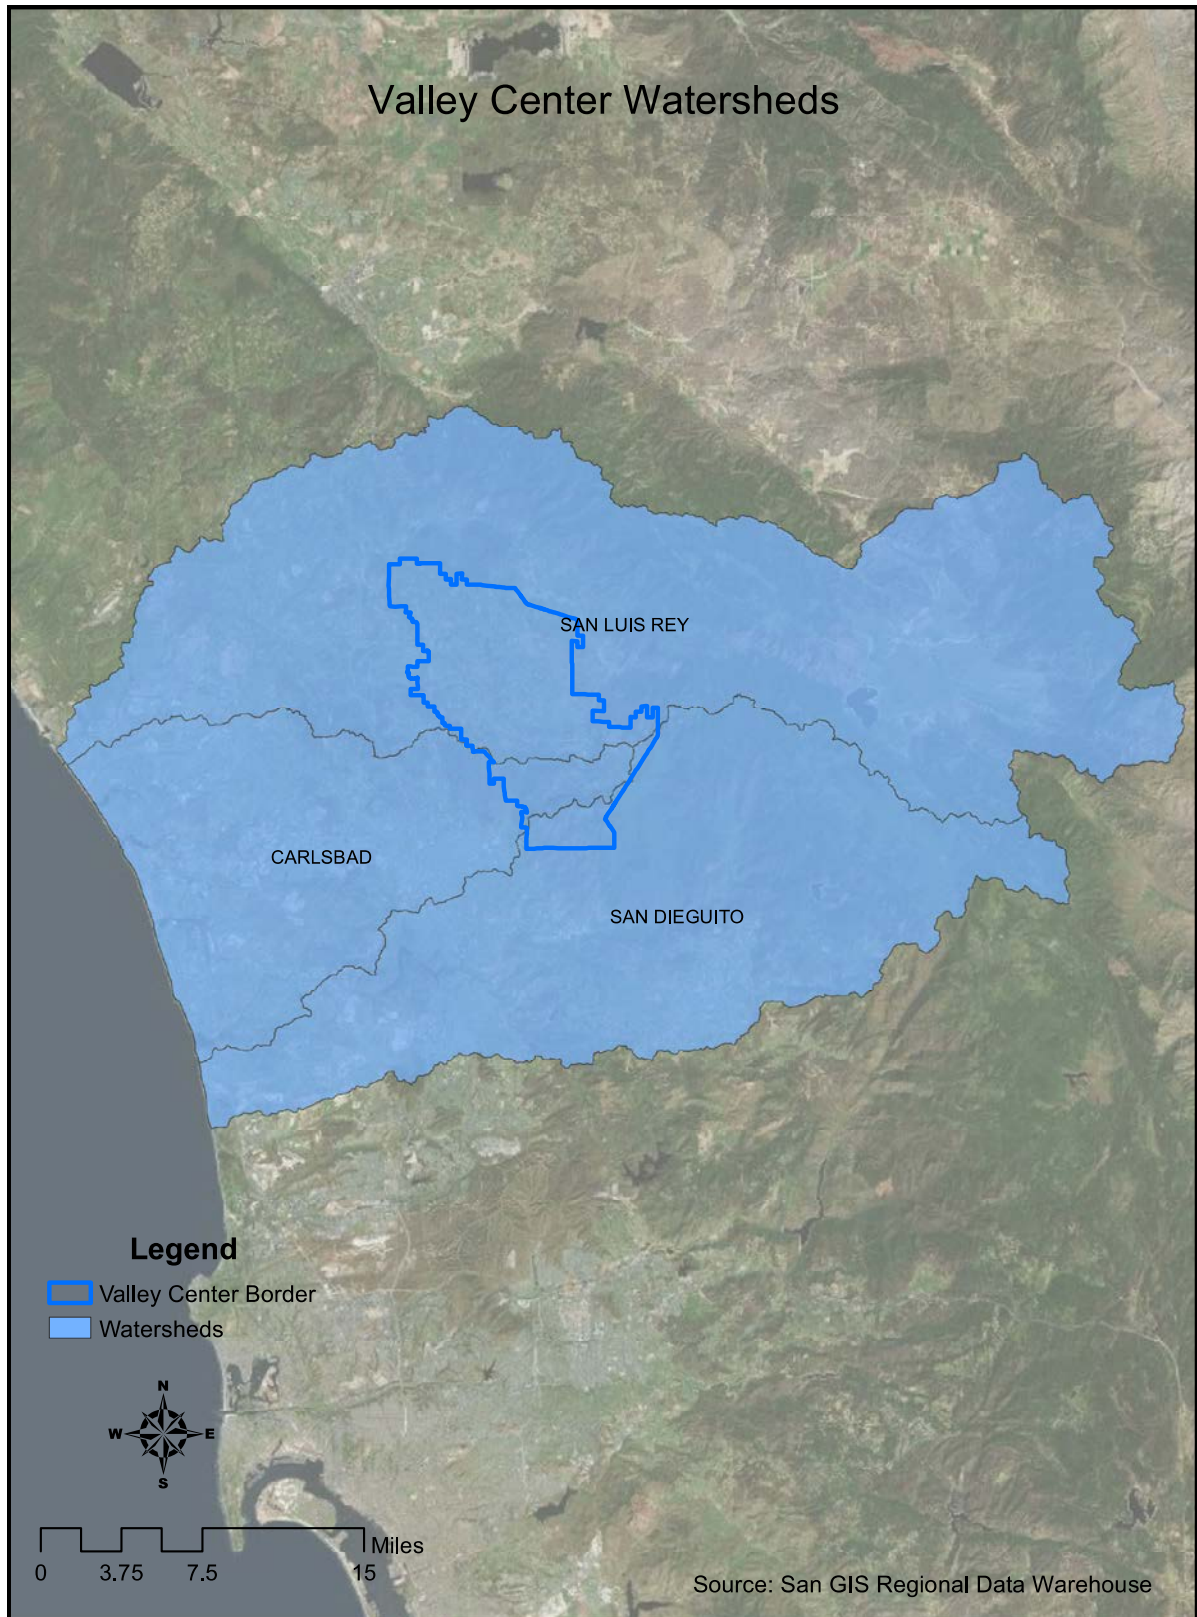 Valley Center Watersheds
SAN LUIS REY
CARLSBAD
SAN DIEGUITO
Legend
Valley Center Border
Watersheds
N
W E
S
Miles
0 3.75 7.5 15
Source: San GIS Regional Data Warehouse